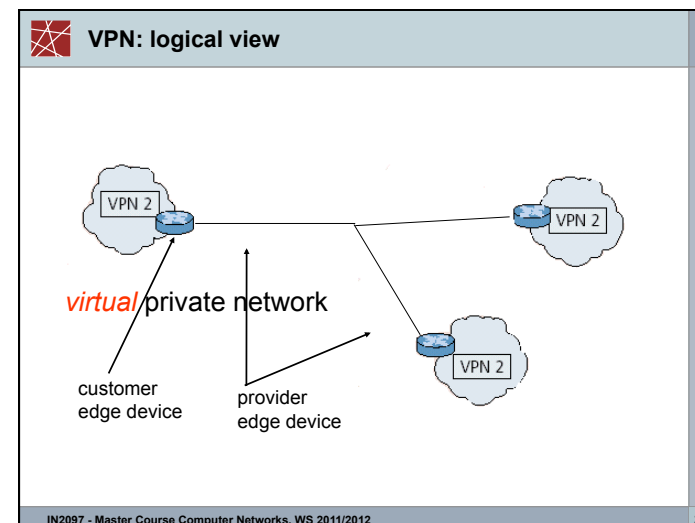 VPN: logical view
VPN 2
VPN 2
VPN 2
virtual private network
customer
edge device
provider
edge device
IN2097 - Master Course Computer Networks, WS 2011/2012